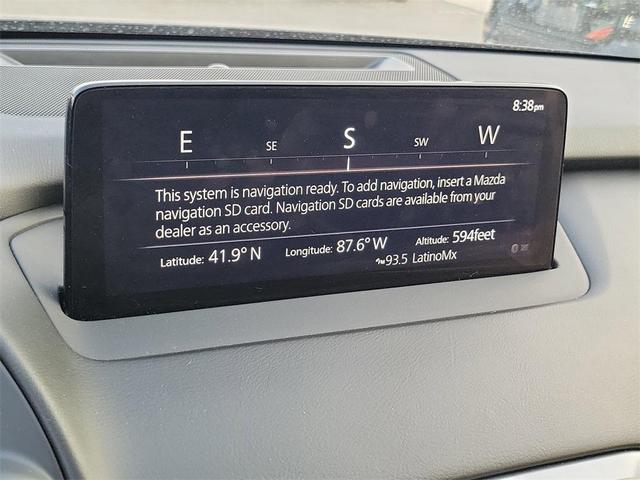 8:38pm
E SE S SW W
This system is navigation ready. To add navigation, insert a Mazda
navigation SD card. Navigation SD cards are available from your
dealer as an accessory.
Latitude: 41.9° N Longitude: 87.6° W Altitude: 594feet
FM 93.5 LatinoMx